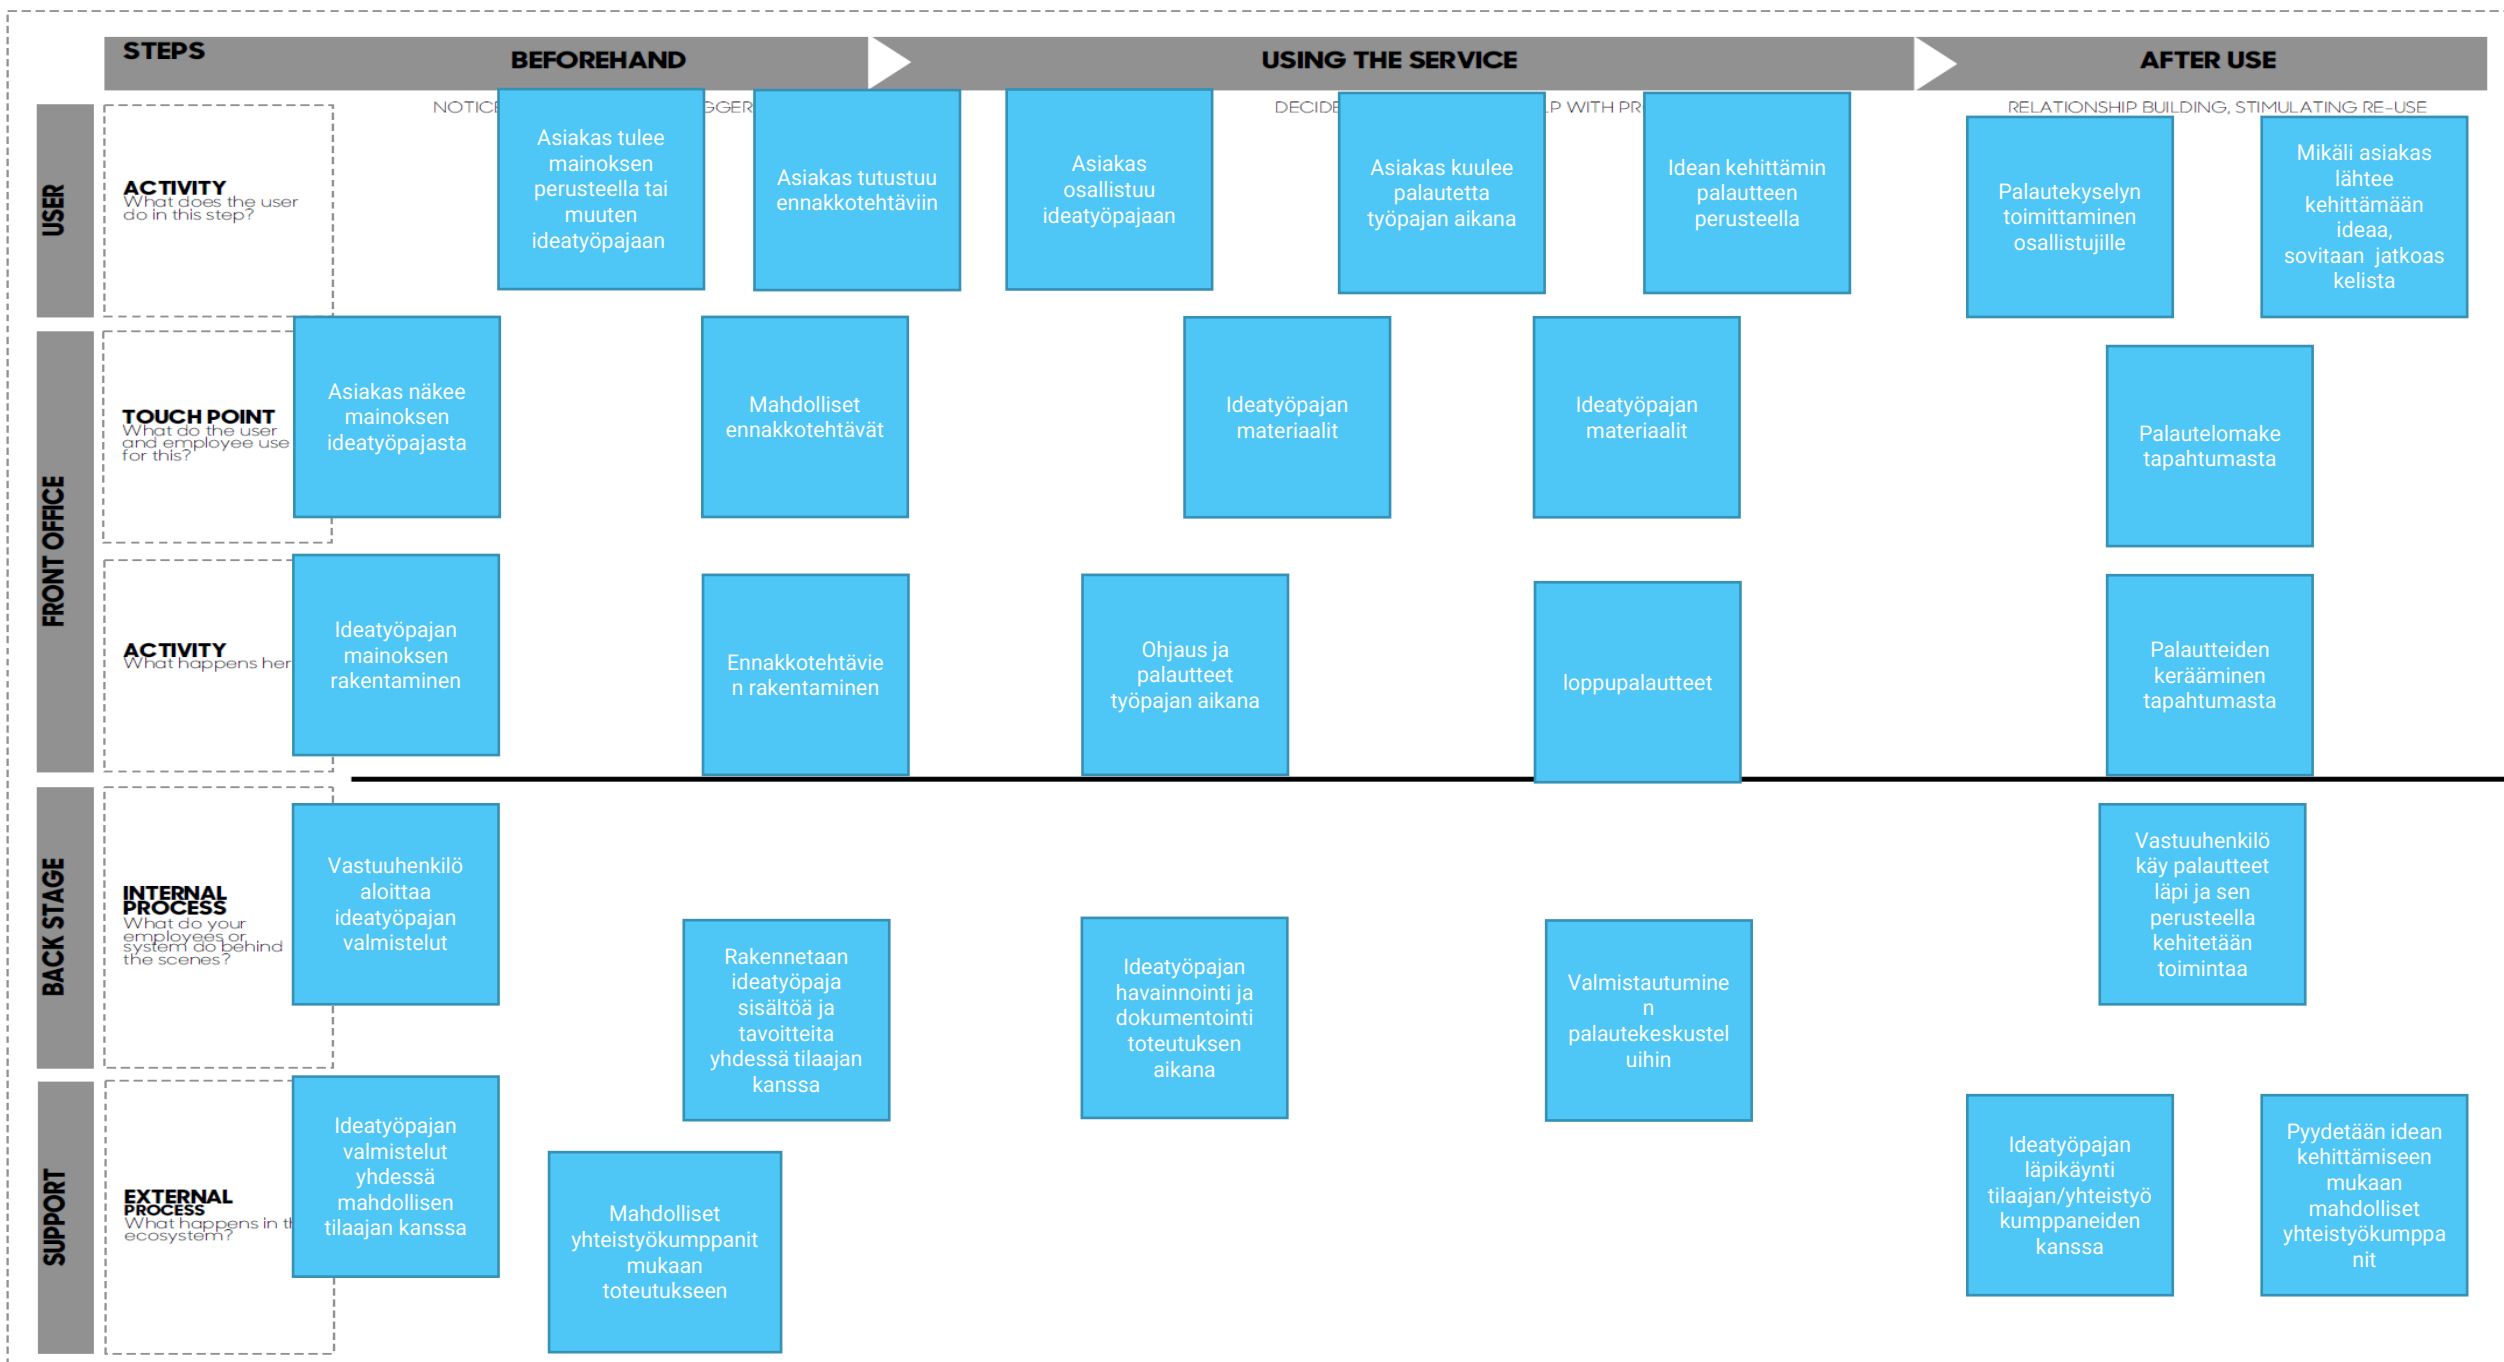 STEPS
BEFOREHAND
USING THE SERVICE
AFTER USE
RELATIONSHIP BUILDING, STIMULATING RE-USE
USER
ACTIVITY
What does the user
do in this step?
Asiakas tulee
mainoksen
perusteella tai
muuten
ideatyöpajaan
Asiakas tutustuu
ennakkotehtäviin
Asiakas
osallistuu
ideatyöpajaan
Asiakas kuulee
palautetta
työpajan aikana
Idean kehittämin
palautteen
perusteella
Palautekyselyn
toimittaminen
osallistujille
Mikäli asiakas
lähtee
kehittämään
ideaa,
sovitaan jatkoas
kelista
FRONT OFFICE
TOUCH POINT
What do the user
and employee use
for this?
Asiakas näkee
mainoksen
ideatyöpajasta
Mahdolliset
ennakkotehtävät
Ideatyöpajan
materiaalit
Ideatyöpajan
materiaalit
Palautelomake
tapahtumasta
ACTIVITY
What happens
Ideatyöpajan
mainoksen
rakentaminen
Ennakkotehtävie
n rakentaminen
Ohjaus ja
palautteet
työpajan aikana
loppupalautteet
Palautteiden
kerääminen
tapahtumasta
BACK STAGE
INTERNAL
PROCESS
What do your
employees or
system do behind
the scenes?
Vastuuhenkilö
aloittaa
ideatyöpajan
valmistelut
Rakennetaan
ideatyöpaja
sisältöä ja
tavoitteita
yhdessä tilaajan
kanssa
Ideatyöpajan
havainnointi ja
dokumentointi
toteutuksen
aikana
Valmistautumine
n
palautekeskustel
uihin
Vastuuhenkilö
käy palautteet
läpi ja sen
perusteella
kehitetään
toimintaa
SUPPORT
EXTERNAL
PROCESS
What happens in
ecosystem?
Ideatyöpajan
valmistelut
yhdessä
mahdollisen
tilaajan kanssa
Mahdolliset
yhteistyökumppanit
mukaan
toteutukseen
Ideatyöpajan
läpikäynti
tilaajan/yhteistyö
kumppaneiden
kanssa
Pyydetään idean
kehittämiseen
mukaan
mahdolliset
yhteistyökumppa
nit